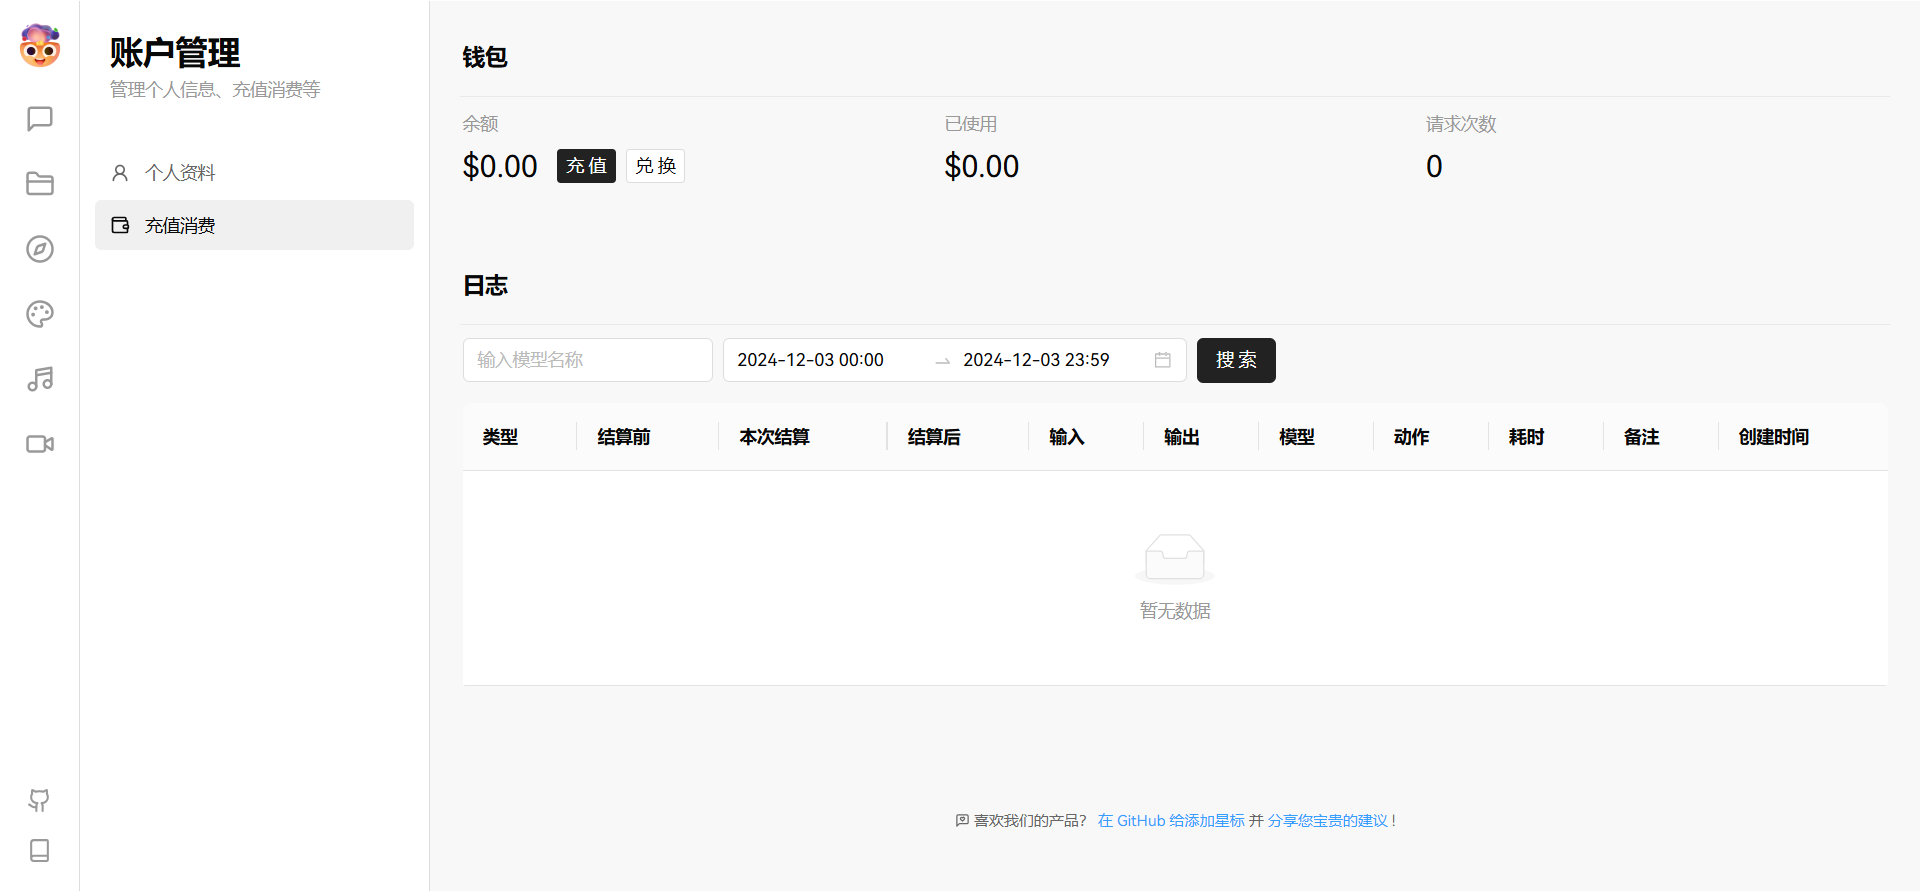 账户管理
管理个人信息、充值消费等
个人资料
充值消费
钱包
余额 已使用 请求次数
$0.00 充值 兑换 $0.00 0
日志
输入模型名称 2024-12-03 00:00 2024-12-03 23:59 搜索
类型 结算前 本次结算 结算后 输入 输出 模型 动作 耗时 备注 创建时间
暂无数据
喜欢我们的产品? 在 GitHub 给添加星标 并 分享您宝贵的建议!